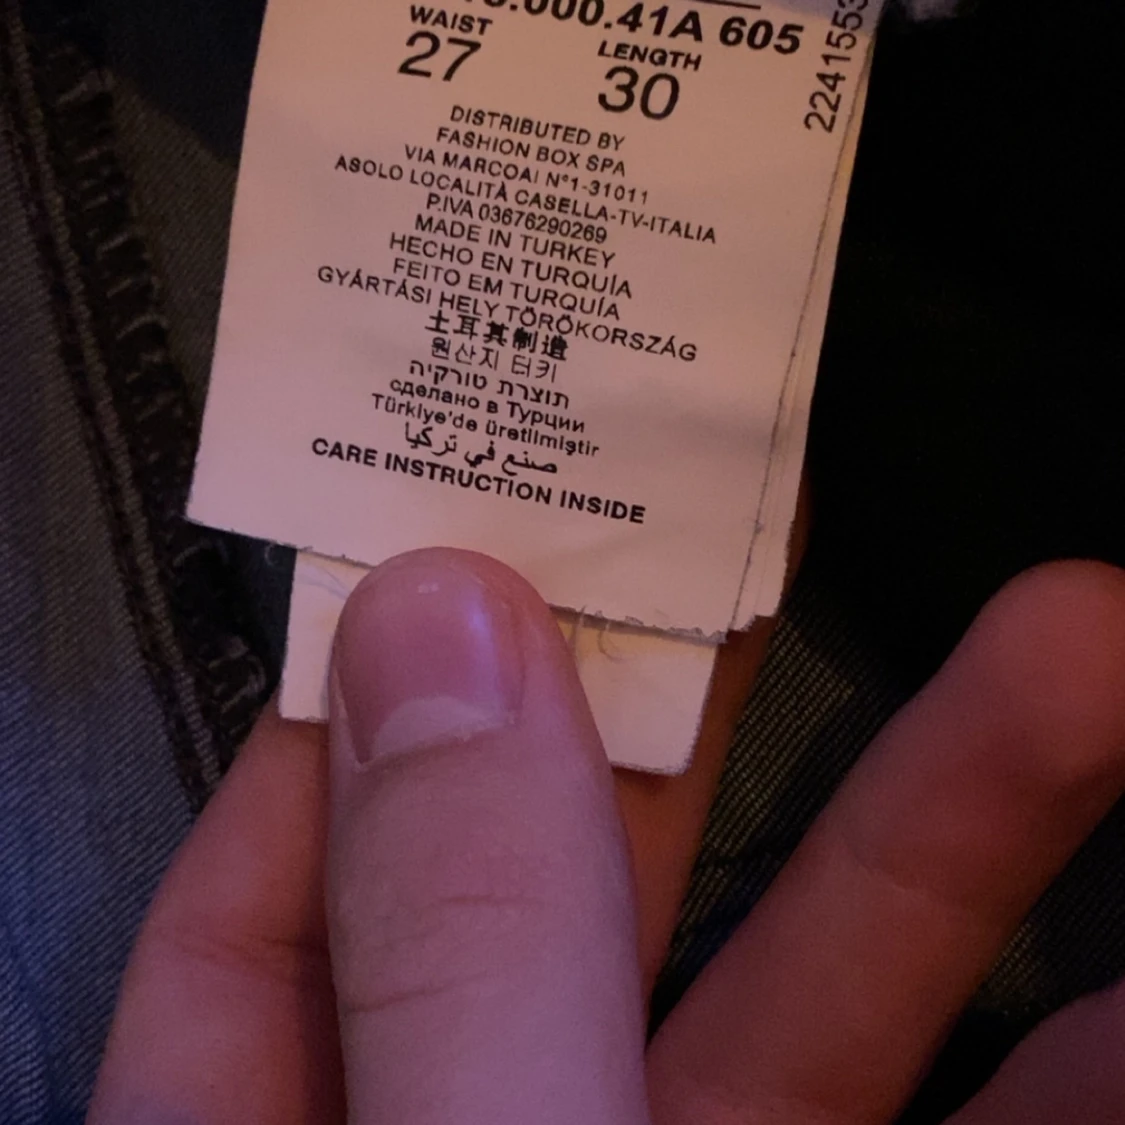 .000.41A 605
WAIST
27
LENGTH
30
2241553
DISTRIBUTED BY
FASHION BOX SPA
VIA MARCOAI N°1-31011
ASOLO LOCALITÀ CASELLA-TV-ITALIA
P.IVA 03676290269
MADE IN TURKEY
HECHO EN TURQUÍA
FEITO EM TURQUÍA
GYÁRTÁSI HELY TÖRÖKORSZÁG
土耳其制造
원산지 터키
תוצרת טורקיה
сделано в Турции
Türkiye'de üretilmiştir
صنع في تركيا
CARE INSTRUCTION INSIDE